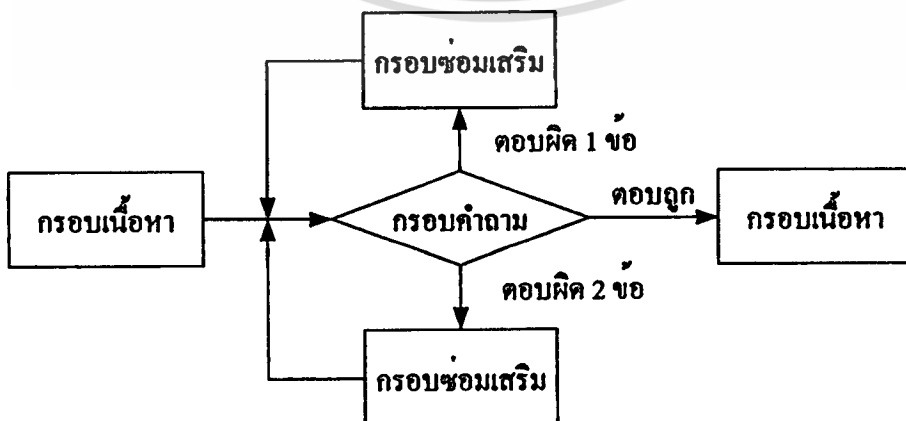 กรอบซ่อมเสริม
ตอบผิด 1 ข้อ
กรอบเนื้อหา
กรอบคำถาม
ตอบถูก
กรอบเนื้อหา
ตอบผิด 2 ข้อ
กรอบซ่อมเสริม